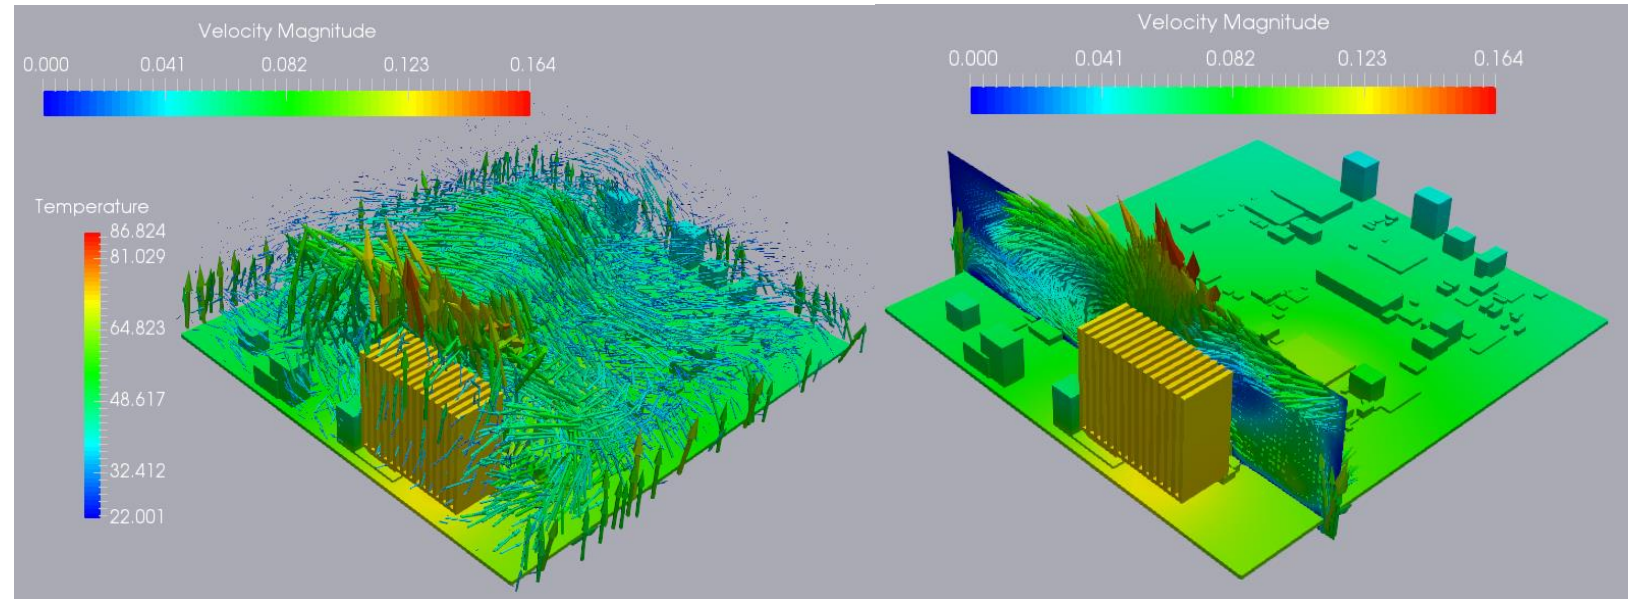 Velocity Magnitude
0.000 0.041 0.082 0.123 0.164
Temperature
86.824
81.029
64.823
48.617
32.412
22.001
Velocity Magnitude
0.000 0.041 0.082 0.123 0.164